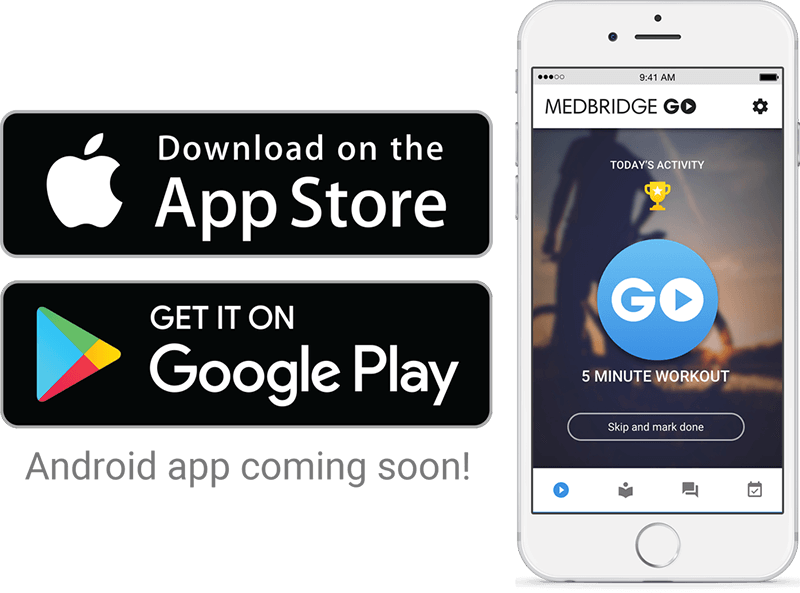 Download on the
App Store
GET IT ON
Google Play
Android app coming soon!
9:41 AM
MEDBRIDGE GO
TODAY'S ACTIVITY
GO
5 MINUTE WORKOUT
Skip and mark done